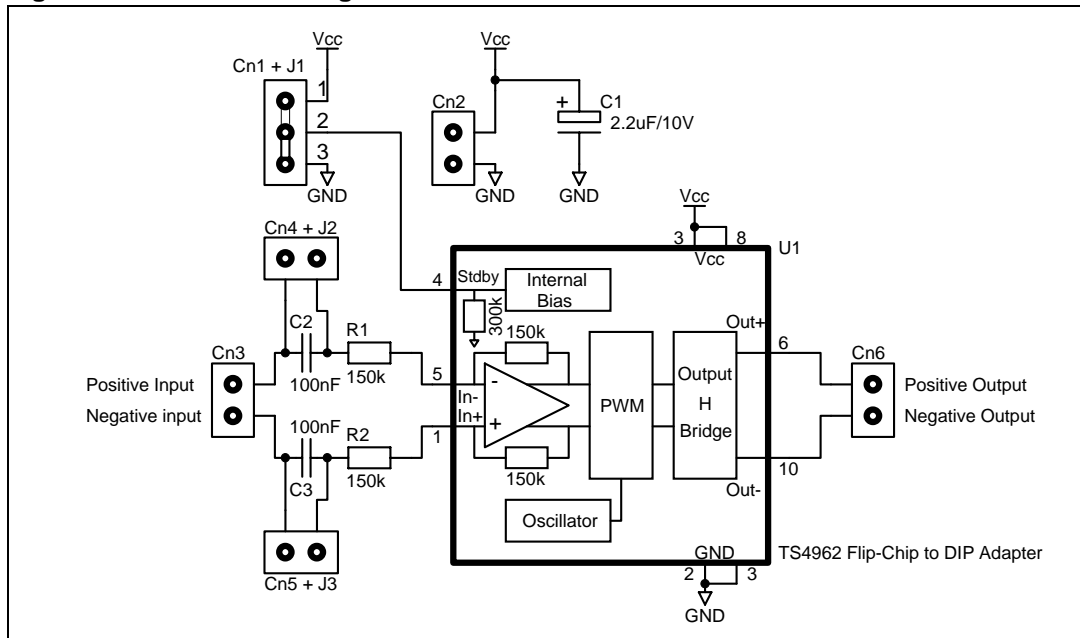 Vcc
Cn1 + J1
1
2
3
GND
Vcc
Cn2
+
C1
2.2uF/10V
GND
GND
Vcc
3
8
Vcc
U1
Cn4 + J2
4
Stdby
Internal
Bias
300k
150k
C2
R1
100nF
150k
5
In-
-
Cn3
Positive Input
Negative input
100nF
R2
C3
150k
1
In+
+
150k
PWM
Output
H
Bridge
Out+
6
Cn6
Positive Output
Negative Output
10
Out-
Oscillator
Cn5 + J3
GND
2
3
GND
TS4962 Flip-Chip to DIP Adapter